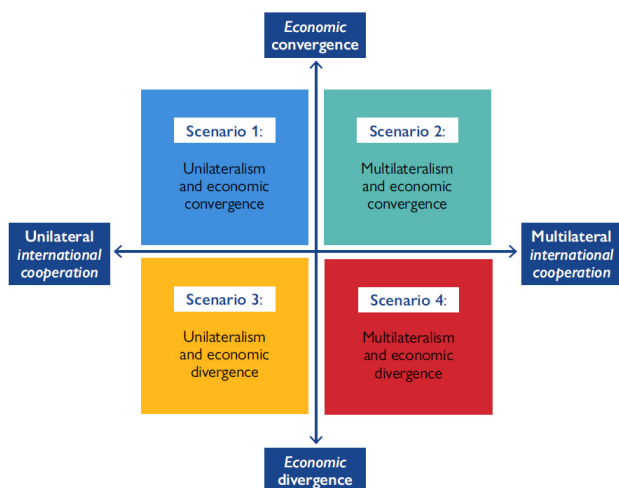 Economic
convergence
Scenario 1:
Unilateralism
and economic
convergence
Scenario 2:
Multilateralism
and economic
convergence
Unilateral
international
cooperation
Multilateral
international
cooperation
Scenario 3:
Unilateralism
and economic
divergence
Scenario 4:
Multilateralism
and economic
divergence
Economic
divergence